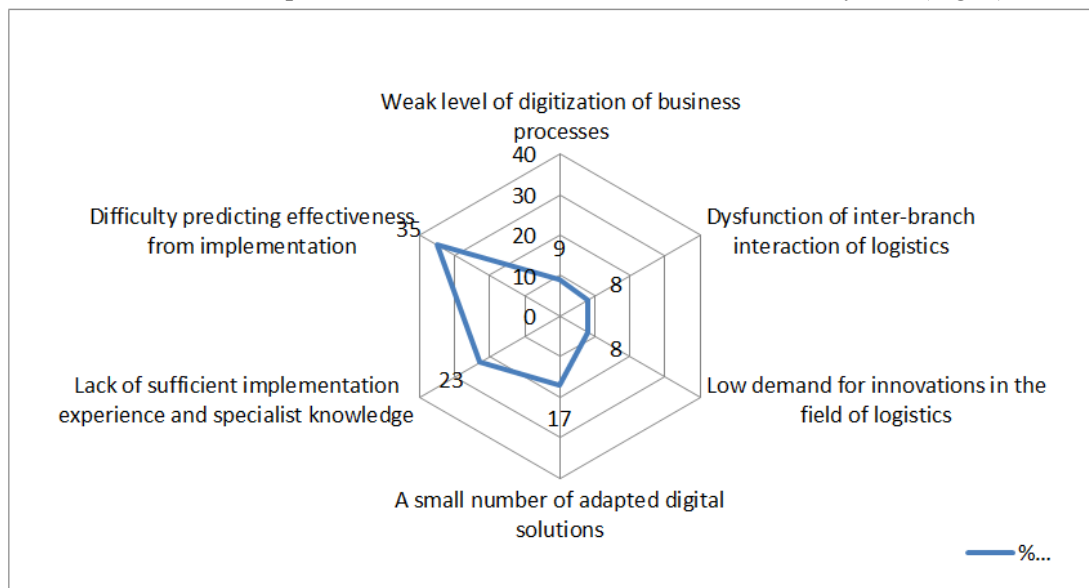 Weak level of digitization of business
processes
40
30
20
10
0
9
Dysfunction of inter-branch
interaction of logistics
8
8
Low demand for innovations in the
field of logistics
17
A small number of adapted digital
solutions
23
Lack of sufficient implementation
experience and specialist knowledge
35
Difficulty predicting effectiveness
from implementation
%...